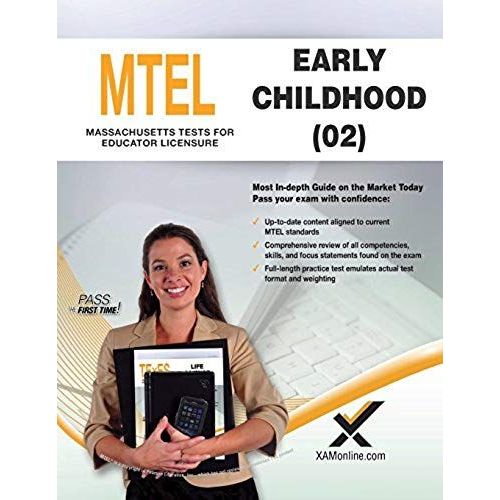 MTEL
MASSACHUSETTS TESTS FOR
EDUCATOR LICENSURE
EARLY
CHILDHOOD
(02)
Most In-depth Guide on the Market Today
Pass your exam with confidence:
✓ Up-to-date content aligned to current
MTEL standards
✓ Comprehensive review of all competencies,
skills, and focus statements found on the exam
✓ Full-length practice test emulates actual test
format and weighting
PASS
the FIRST TIME!
TExES
LIFE
XAMonline.com